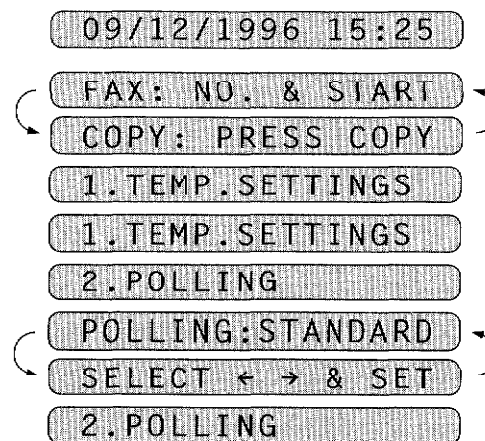 09/12/1996 15:25
FAX: NO. & START
COPY: PRESS COPY
1.TEMP.SETTINGS
1.TEMP.SETTINGS
2.POLLING
POLLING:STANDARD
SELECT ← → & SET
2.POLLING